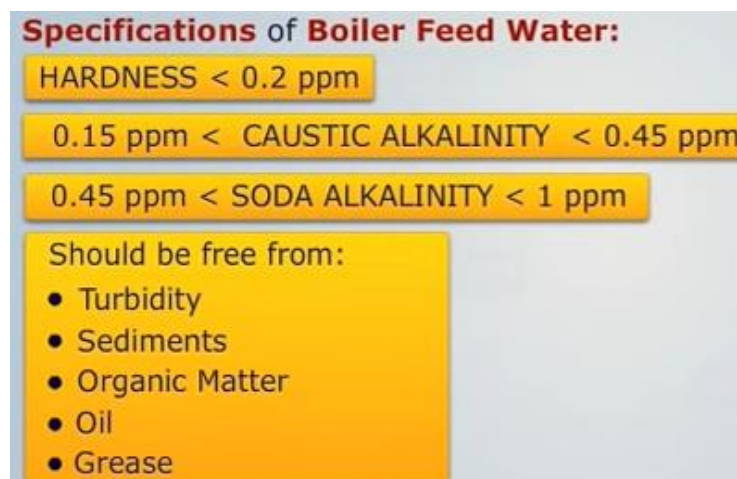 Specifications of Boiler Feed Water:
HARDNESS < 0.2 ppm
0.15 ppm < CAUSTIC ALKALINITY < 0.45 ppm
0.45 ppm < SODA ALKALINITY < 1 ppm
Should be free from:
• Turbidity
• Sediments
• Organic Matter
• Oil
• Grease